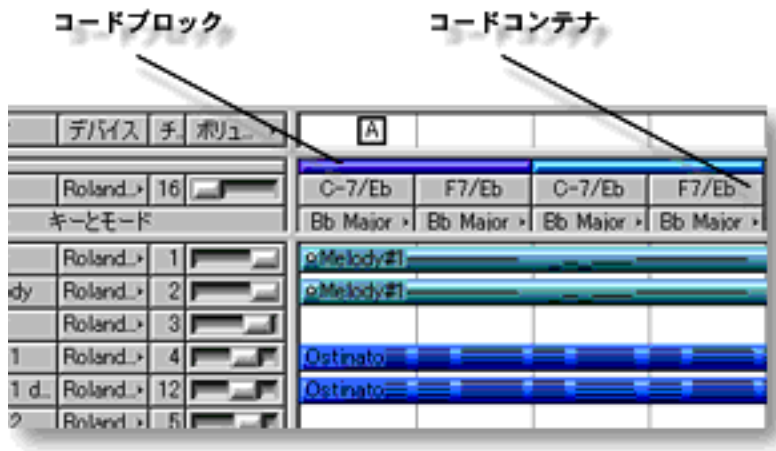 コードブロック コードコンテナ
デバイス チ. ボリュ... A
Roland... 16 C-7/Eb F7/Eb C-7/Eb F7/Eb
キーとモード Bb Major Bb Major Bb Major Bb Major
Roland... 1 Melody#1
dy Roland... 2 Melody#1
Roland... 3
1 Roland... 4 Ostinato
1 d... Roland... 12 Ostinato
2 Roland... 5